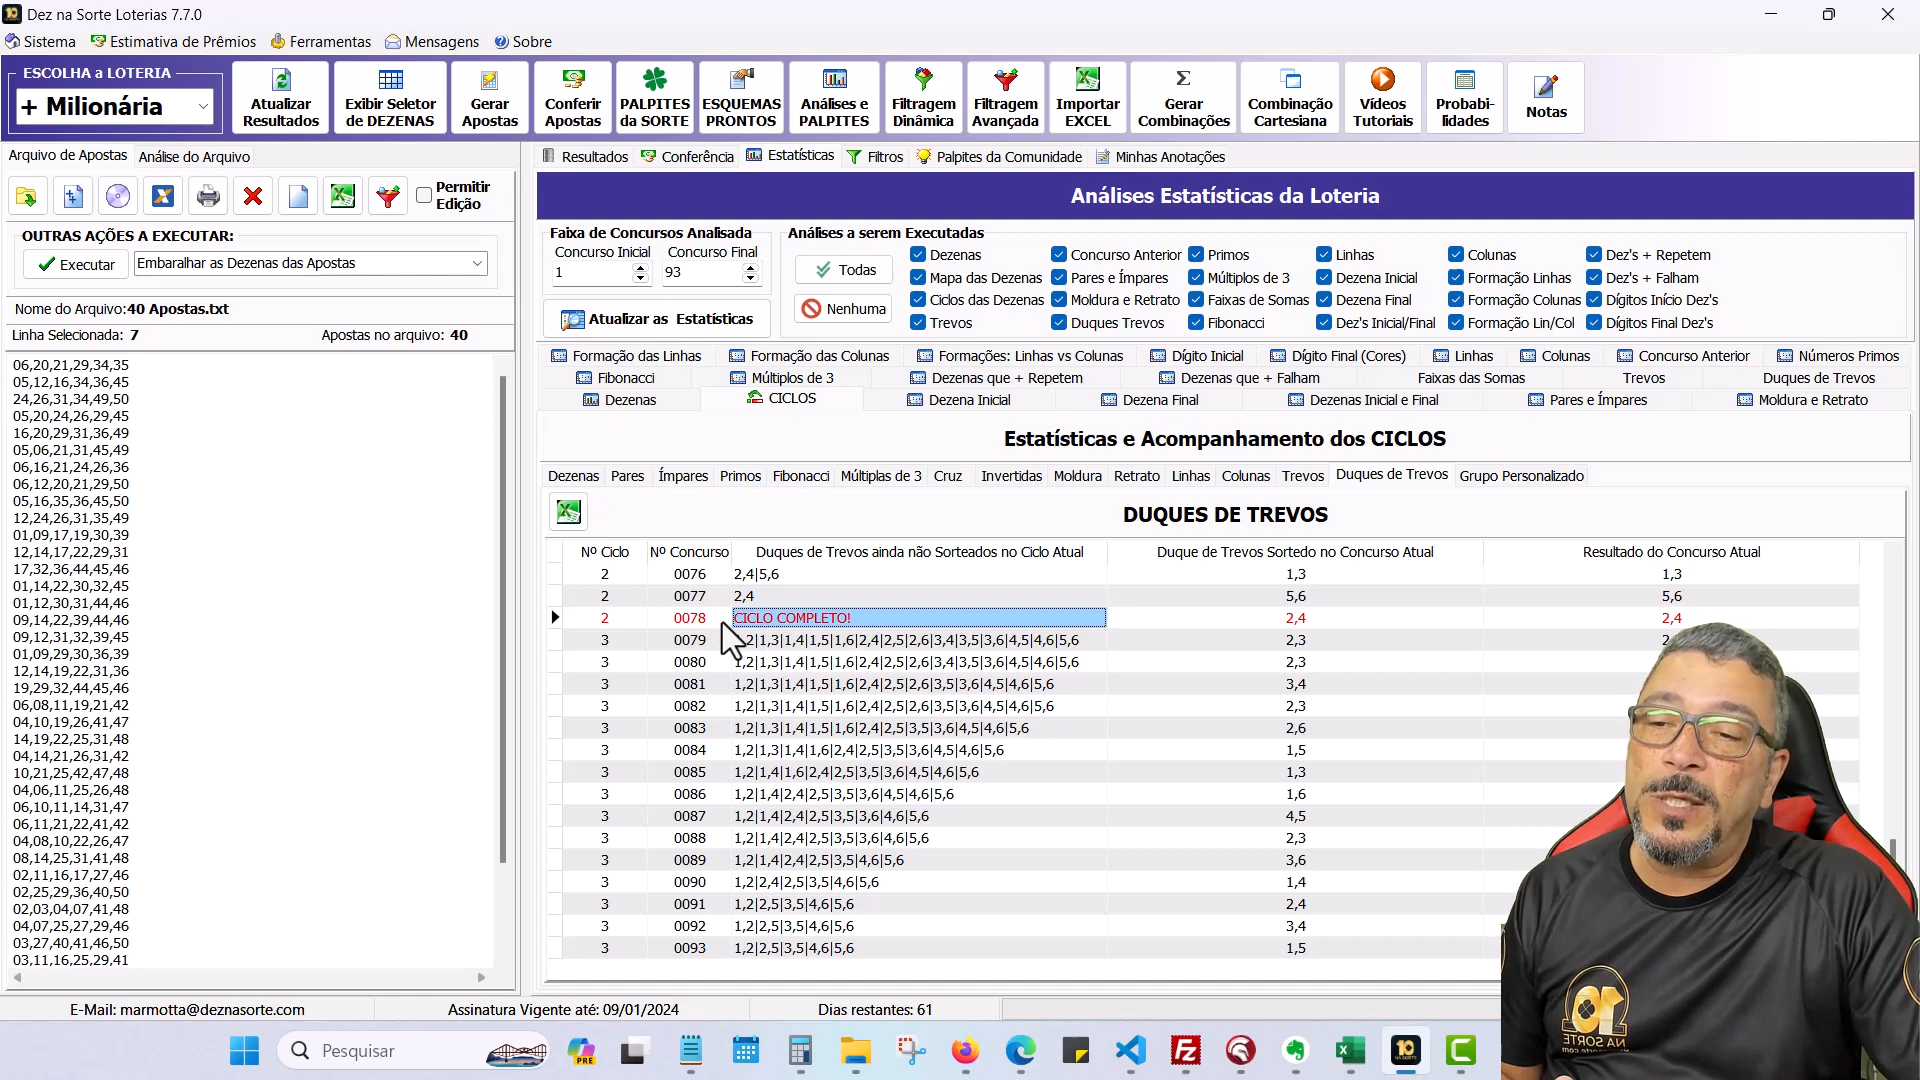 Dez na Sorte Loterias 7.7.0
Sistema Estimativa de Prêmios Ferramentas Mensagens Sobre
ESCOLHA a LOTERIA
+ Milionária
Atualizar Resultados
Exibir Seletor de DEZENAS
Gerar Apostas
Conferir Apostas
PALPITES da SORTE
ESQUEMAS PRONTOS
Análises e PALPITES
Filtragem Dinâmica
Filtragem Avançada
Importar EXCEL
Gerar Combinações
Combinação Cartesiana
Vídeos Tutoriais
Probabi-lidades
Notas
Arquivo de Apostas Análise do Arquivo
Permitir Edição
OUTRAS AÇÕES A EXECUTAR:
Executar Embaralhar as Dezenas das Apostas
Nome do Arquivo:40 Apostas.txt
Linha Selecionada: 7 Apostas no arquivo: 40
06,20,21,29,34,35
05,12,16,34,36,45
24,26,31,34,49,50
05,20,24,26,29,45
16,20,29,31,36,49
05,06,21,31,45,49
06,16,21,24,26,36
06,12,20,21,29,50
05,16,35,36,45,50
12,24,26,31,35,49
01,09,17,19,30,39
12,14,17,22,29,31
17,32,36,44,45,46
01,14,22,30,32,45
01,12,30,31,44,46
09,14,22,39,44,46
09,12,31,32,39,45
01,09,29,30,36,39
12,14,19,22,31,36
19,29,32,44,45,46
06,08,11,19,21,42
04,10,19,26,41,47
14,19,22,25,31,48
04,14,21,26,31,42
10,21,25,42,47,48
04,06,11,25,26,48
06,10,11,14,31,47
06,11,21,22,41,42
04,08,10,22,26,47
08,14,25,31,41,48
02,11,16,17,27,46
02,25,29,36,40,50
02,03,04,07,41,48
04,07,25,27,29,46
03,27,40,41,46,50
03,11,16,25,29,41
Resultados Conferência Estatísticas Filtros Palpites da Comunidade Minhas Anotações
Análises Estatísticas da Loteria
Faixa de Concursos Analisada
Concurso Inicial Concurso Final
1 93
Atualizar as Estatísticas
Análises a serem Executadas
Todas
Nenhuma
Dezenas Concurso Anterior Primos Linhas Colunas Dez's + Repetem
Mapa das Dezenas Pares e Ímpares Múltiplos de 3 Dezena Inicial Formação Linhas Dez's + Falham
Ciclos das Dezenas Moldura e Retrato Faixas de Somas Dezena Final Formação Colunas Dígitos Início Dez's
Trevos Duques Trevos Fibonacci Dez's Inicial/Final Formação Lin/Col Dígitos Final Dez's
Formação das Linhas Formação das Colunas Formações: Linhas vs Colunas Dígito Inicial Dígito Final (Cores) Linhas Colunas Concurso Anterior Números Primos
Fibonacci Múltiplos de 3 Dezenas que + Repetem Dezenas que + Falham Faixas das Somas Trevos Duques de Trevos
Dezenas CICLOS Dezena Inicial Dezena Final Dezenas Inicial e Final Pares e Ímpares Moldura e Retrato
Estatísticas e Acompanhamento dos CICLOS
Dezenas Pares Ímpares Primos Fibonacci Múltiplas de 3 Cruz Invertidas Moldura Retrato Linhas Colunas Trevos Duques de Trevos Grupo Personalizado
DUQUES DE TREVOS
Nº Ciclo Nº Concurso Duques de Trevos ainda não Sorteados no Ciclo Atual Duque de Trevos Sortedo no Concurso Atual Resultado do Concurso Atual
2 0076 2,4|5,6 1,3 1,3
2 0077 2,4 5,6 5,6
2 0078 CICLO COMPLETO! 2,4 2,4
3 0079 ,2|1,3|1,4|1,5|1,6|2,4|2,5|2,6|3,4|3,5|3,6|4,5|4,6|5,6 2,3
3 0080 1,2|1,3|1,4|1,5|1,6|2,4|2,5|2,6|3,4|3,5|3,6|4,5|4,6|5,6 2,3
3 0081 1,2|1,3|1,4|1,5|1,6|2,4|2,5|2,6|3,5|3,6|4,5|4,6|5,6 3,4
3 0082 1,2|1,3|1,4|1,5|1,6|2,4|2,5|2,6|3,5|3,6|4,5|4,6|5,6 2,3
3 0083 1,2|1,3|1,4|1,5|1,6|2,4|2,5|3,5|3,6|4,5|4,6|5,6 2,6
3 0084 1,2|1,3|1,4|1,6|2,4|2,5|3,5|3,6|4,5|4,6|5,6 1,5
3 0085 1,2|1,4|1,6|2,4|2,5|3,5|3,6|4,5|4,6|5,6 1,3
3 0086 1,2|1,4|2,4|2,5|3,5|3,6|4,5|4,6|5,6 1,6
3 0087 1,2|1,4|2,4|2,5|3,5|3,6|4,6|5,6 4,5
3 0088 1,2|1,4|2,4|2,5|3,5|3,6|4,6|5,6 2,3
3 0089 1,2|1,4|2,4|2,5|3,5|4,6|5,6 3,6
3 0090 1,2|2,4|2,5|3,5|4,6|5,6 1,4
3 0091 1,2|2,5|3,5|4,6|5,6 2,4
3 0092 1,2|2,5|3,5|4,6|5,6 3,4
3 0093 1,2|2,5|3,5|4,6|5,6 1,5
E-Mail: marmotta@deznasorte.com Assinatura Vigente até: 09/01/2024 Dias restantes: 61
Pesquisar
NA SORTE